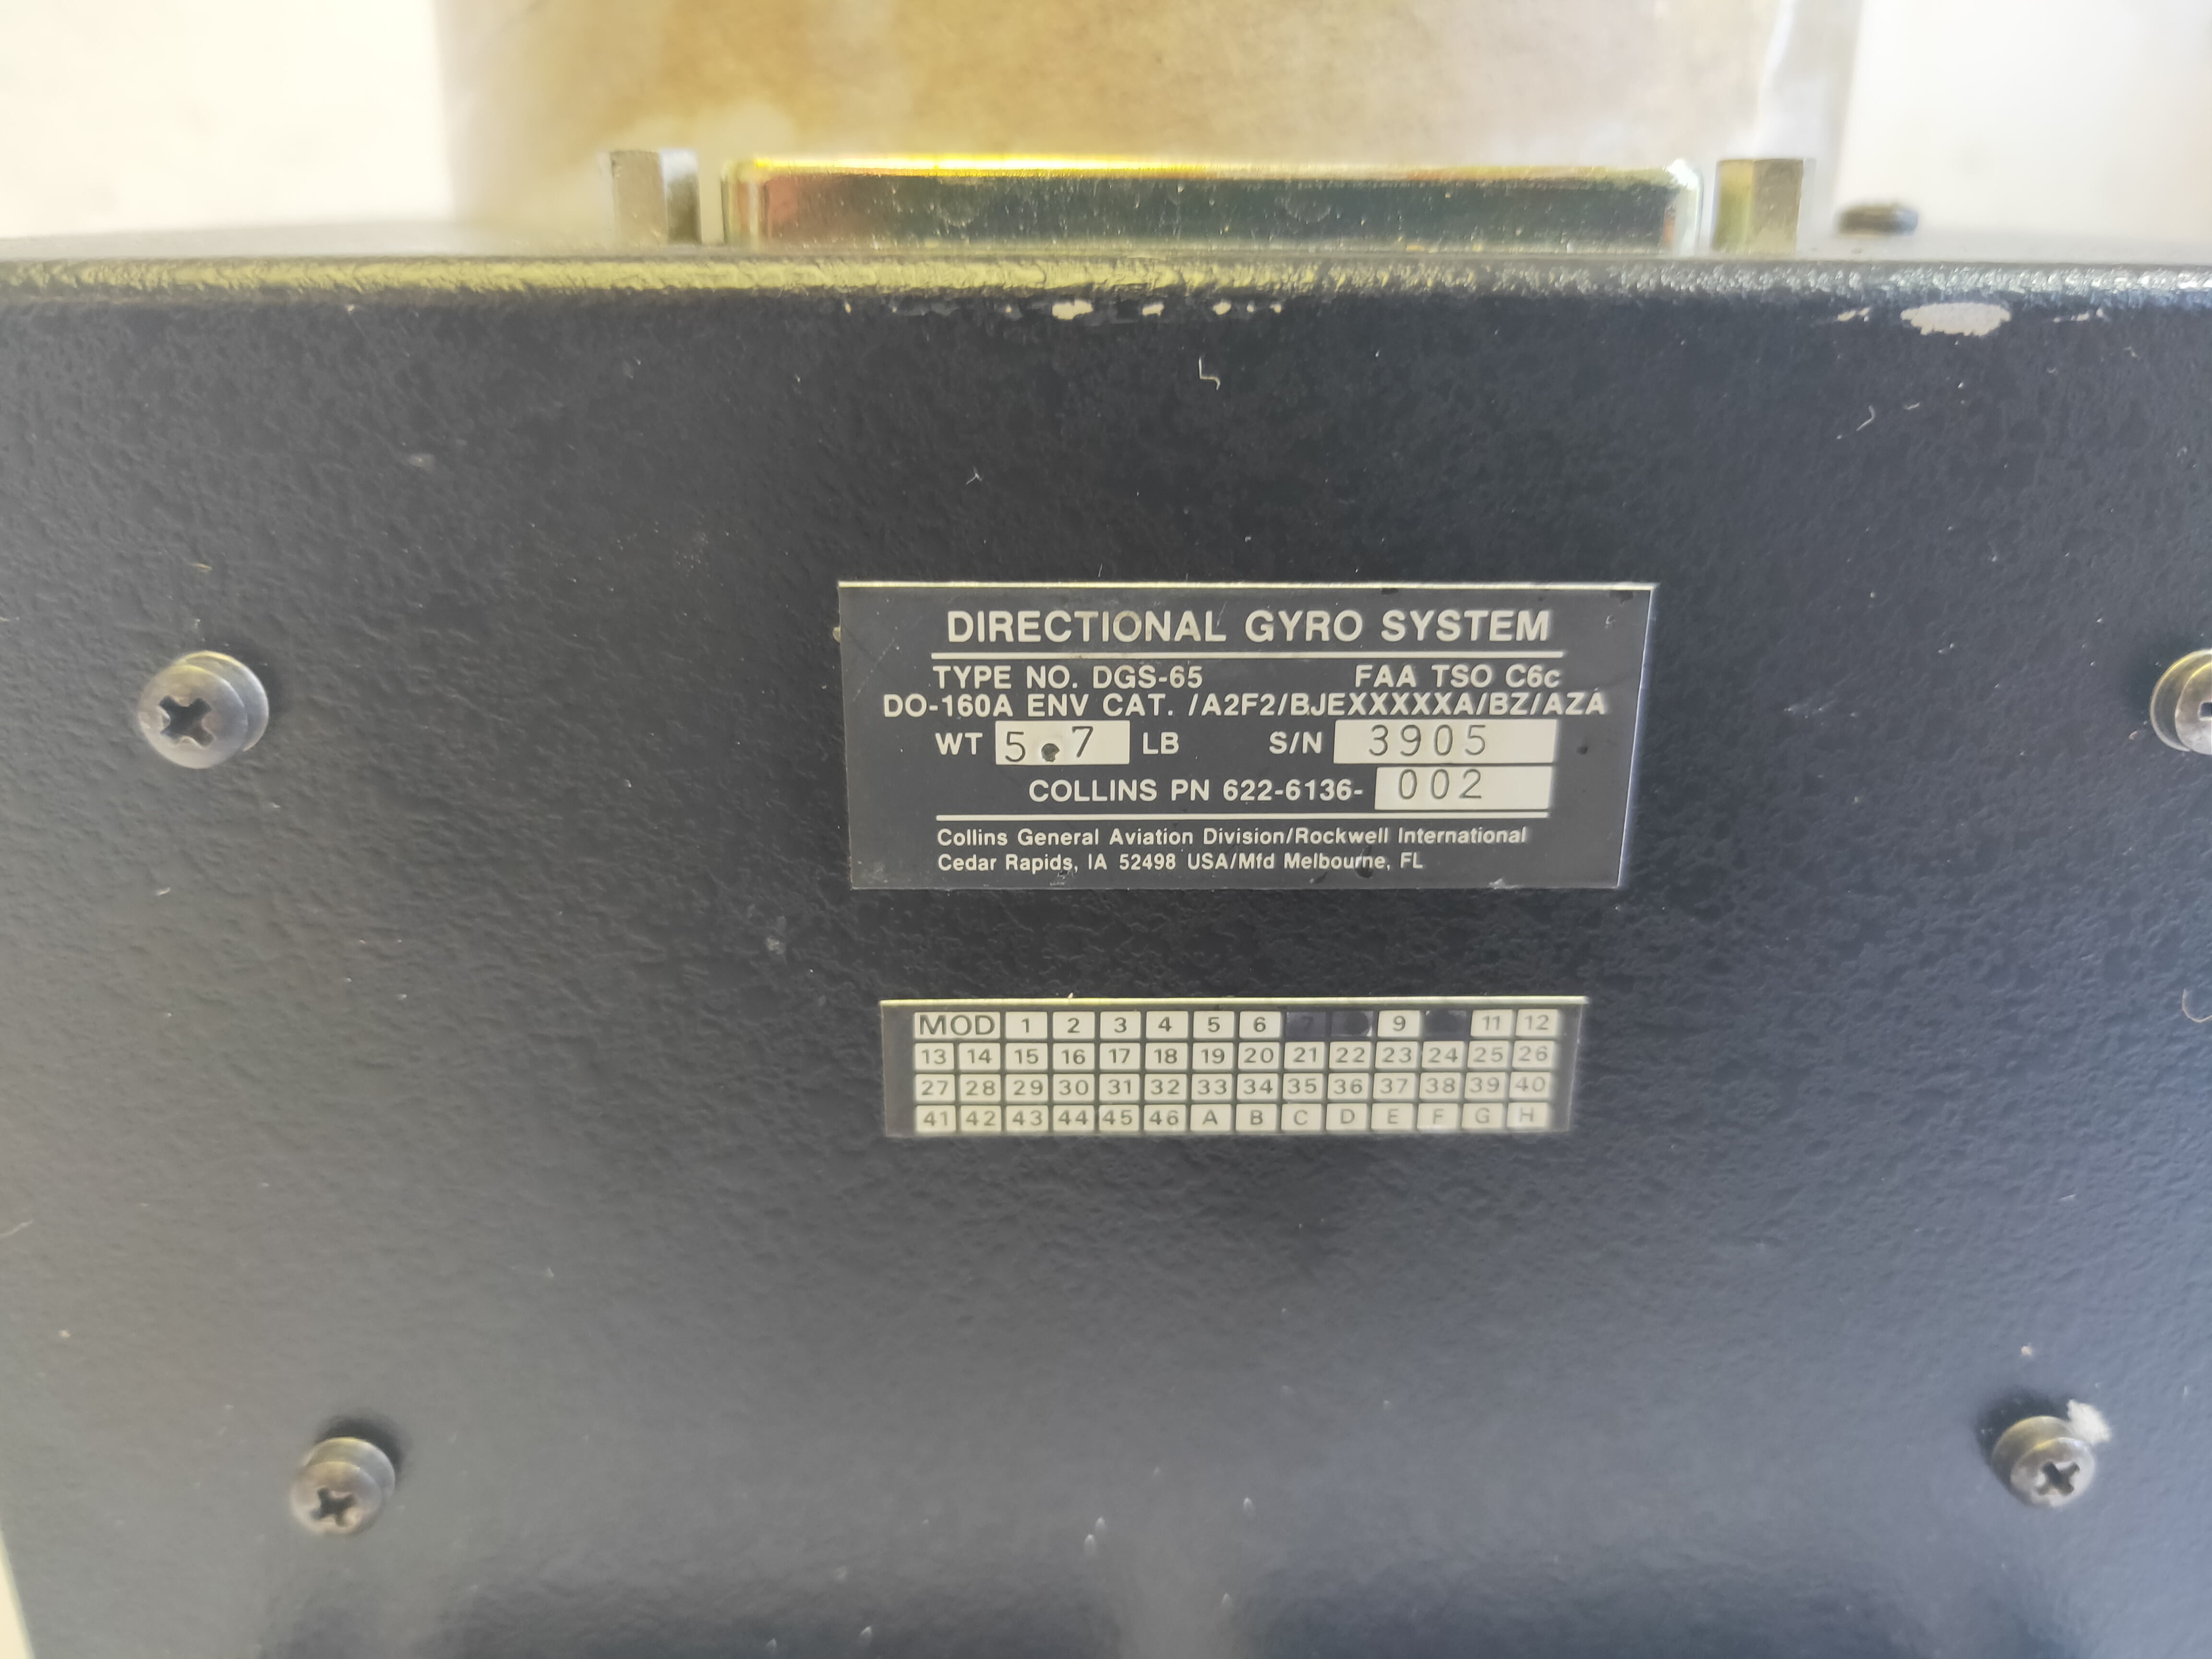 DIRECTIONAL GYRO SYSTEM
TYPE NO. DGS-65 FAA TSO C6c
DO-160A ENV CAT. /A2F2/BJEXXXXXXA/BZ/AZA
WT 5.7 LB S/N 3905
COLLINS PN 622-6136- 002
Collins General Aviation Division/Rockwell International
Cedar Rapids, IA 52498 USA/Mfd Melbourne, FL
MOD 1 2 3 4 5 6 7 9 11 12
13 14 15 16 17 18 19 20 21 22 23 24 25 26
27 28 29 30 31 32 33 34 35 36 37 38 39 40
41 42 43 44 45 46 A B C D E F G H